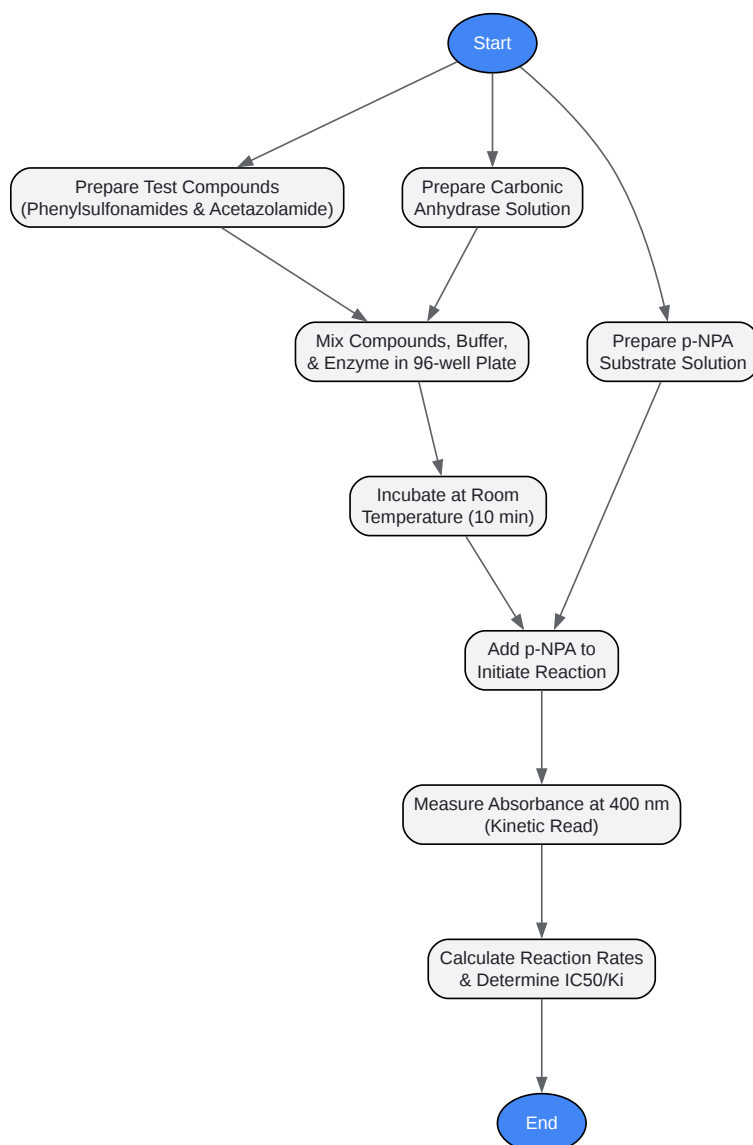 Start
Prepare Test Compounds
(Phenylsulfonamides & Acetazolamide)
Prepare Carbonic
Anhydrase Solution
Mix Compounds, Buffer,
& Enzyme in 96-well Plate
Prepare p-NPA
Substrate Solution
Incubate at Room
Temperature (10 min)
Add p-NPA to
Initiate Reaction
Measure Absorbance at 400 nm
(Kinetic Read)
Calculate Reaction Rates
& Determine IC50/Ki
End